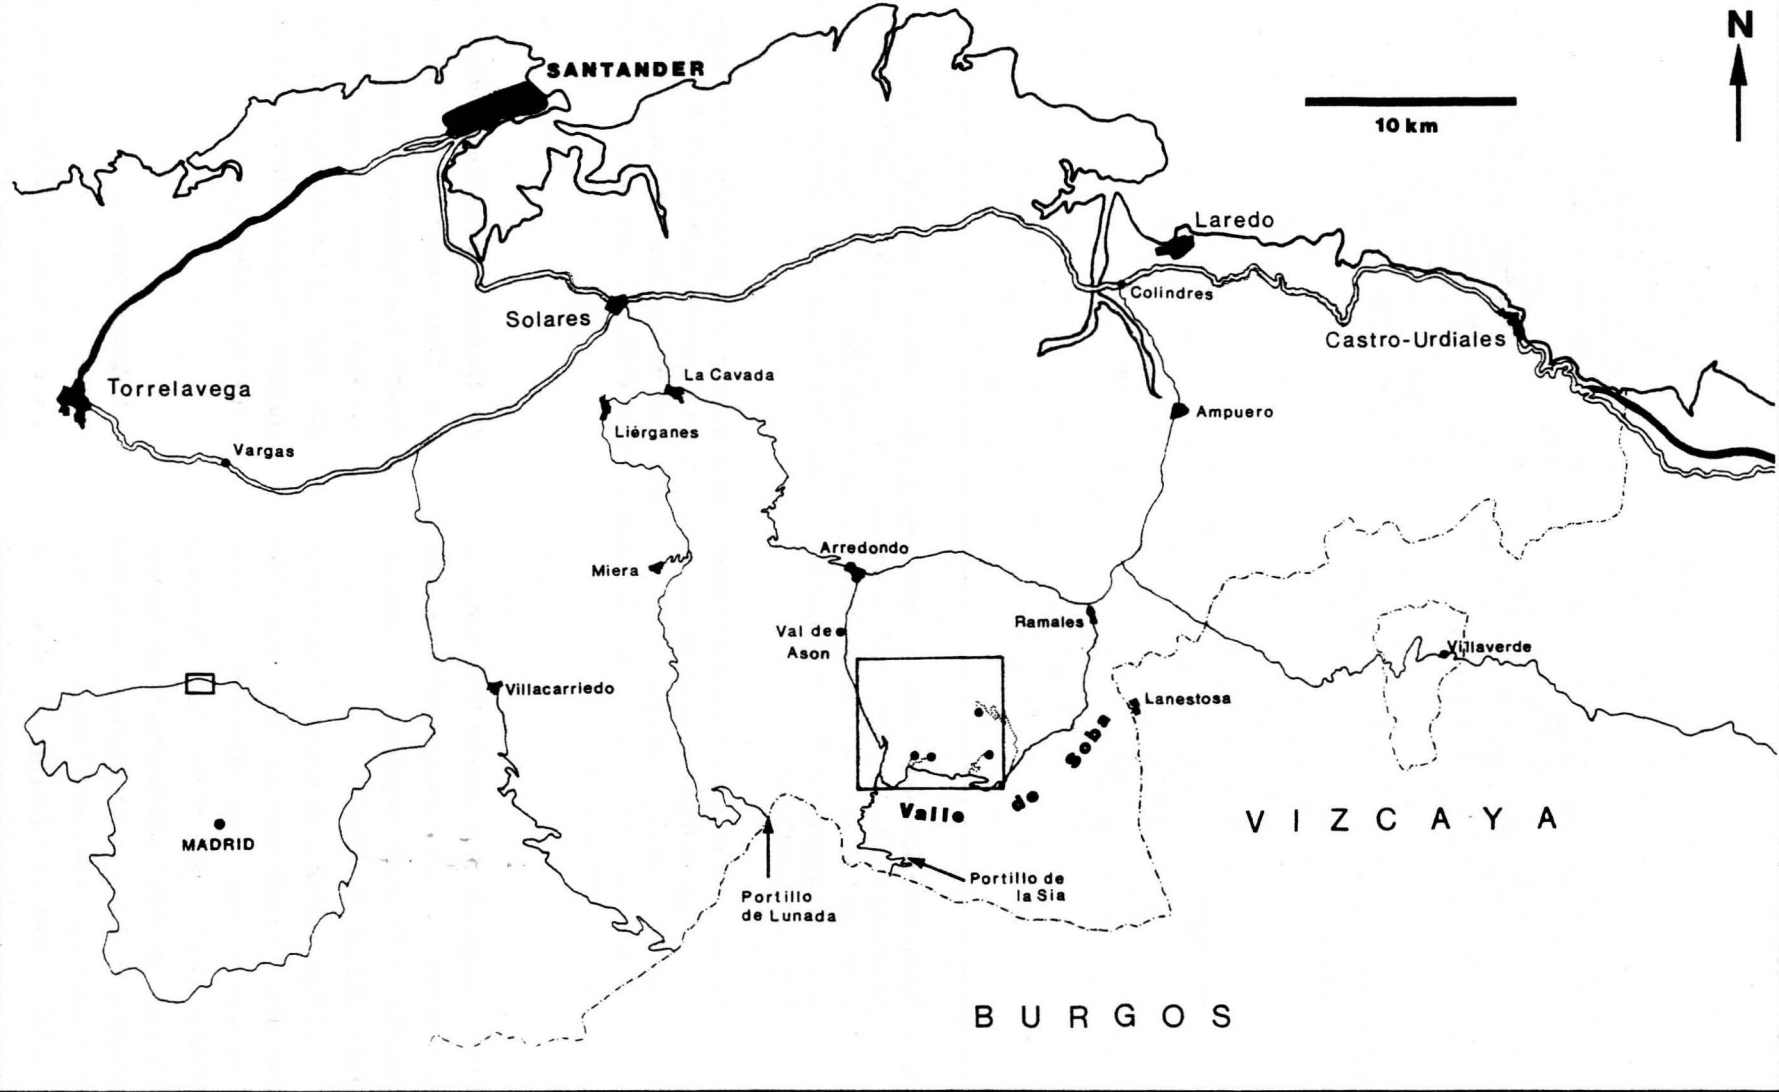 N
SANTANDER
10 km
Laredo
Colindres
Solares
Castro-Urdiales
La Cavada
Torrelavega
Ampuero
Liérganes
Vargas
Arredondo
Miera
Ramales
Val de
Ason
Villaverde
Villacarriedo
Lanestosa
Valle de Soba
VIZCAYA
MADRID
Portillo de
la Sia
Portillo
de Lunada
BURGOS